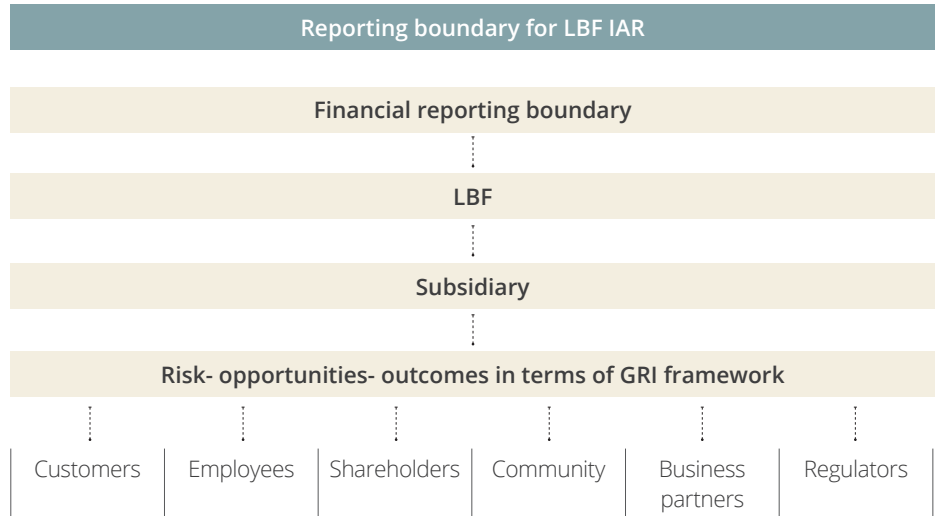 Reporting boundary for LBF IAR
Financial reporting boundary
LBF
Subsidiary
Risk- opportunities- outcomes in terms of GRI framework
Customers
Employees
Shareholders
Community
Business
partners
Regulators